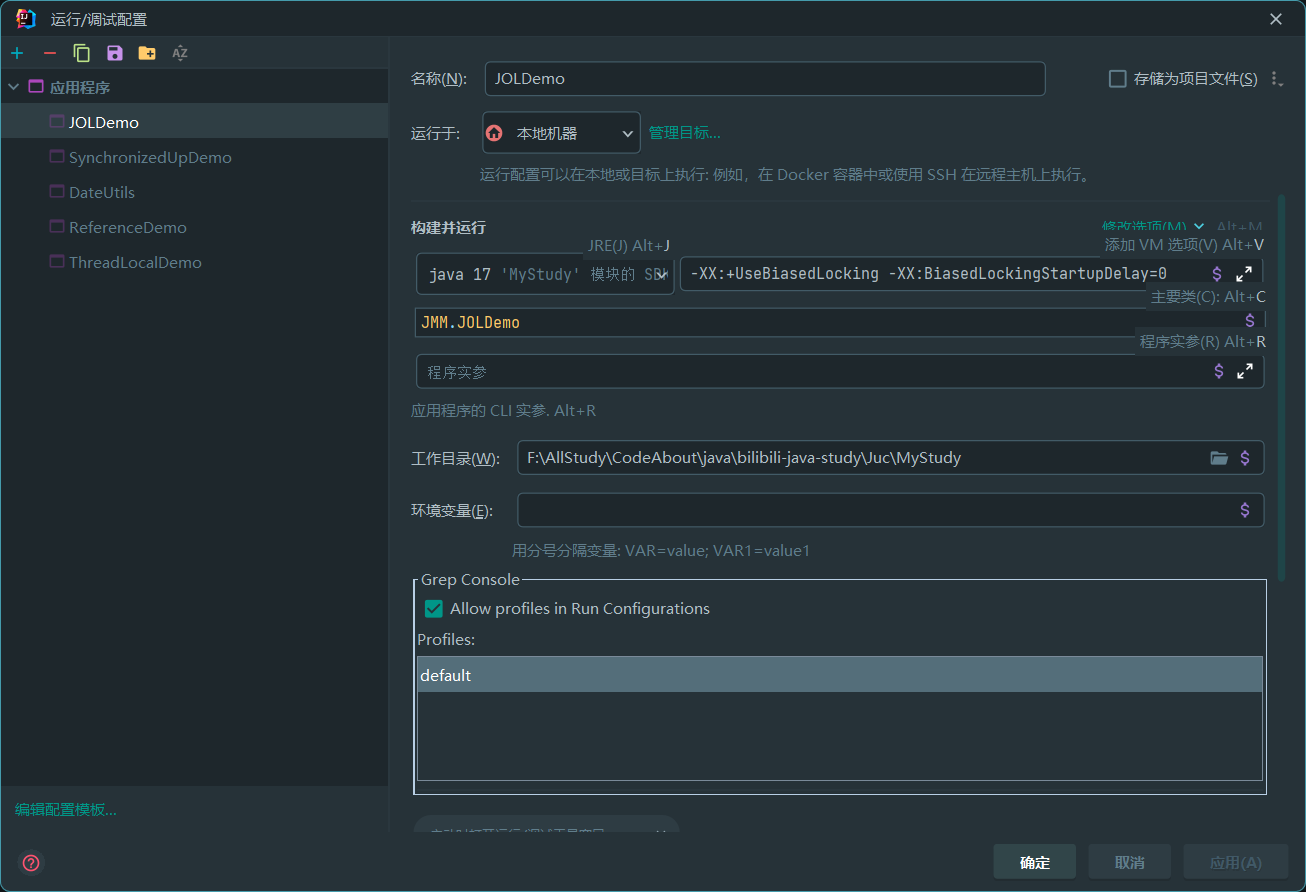 运行/调试配置
应用程序
JOLDemo
SynchronizedUpDemo
DateUtils
ReferenceDemo
ThreadLocalDemo
编辑配置模板...
名称(N):
JOLDemo
存储为项目文件(S)
运行于:
本地机器
管理目标...
运行配置可以在本地或目标上执行: 例如，在 Docker 容器中或使用 SSH 在远程主机上执行。
构建并运行
修改选项(M) Alt+M
JRE(J) Alt+J
添加 VM 选项(V) Alt+V
java 17 'MyStudy' 模块的 SDK
-XX:+UseBiasedLocking -XX:BiasedLockingStartupDelay=0
主要类(C): Alt+C
JMM.JOLDemo
程序实参(R) Alt+R
程序实参
应用程序的 CLI 实参. Alt+R
工作目录(W):
F:\AllStudy\CodeAbout\java\bilibili-java-study\Juc\MyStudy
环境变量(E):
用分号分隔变量: VAR=value; VAR1=value1
Grep Console
Allow profiles in Run Configurations
Profiles:
default
确定
取消
应用(A)